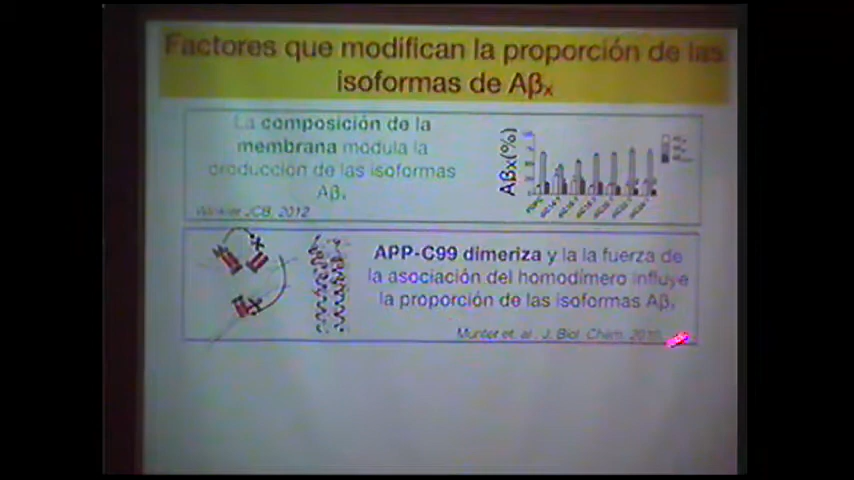 Factores que modifican la proporción de las
isoformas de Aβx
La composición de la
membrana modula la
producción de las isoformas
Aβx
Winkler JCB, 2012
Aβx(%)
APP-C99 dimeriza y la la fuerza de
la asociación del homodímero influye
la proporción de las isoformas Aβx
Munter et. al., J. Biol. Chem. 2010